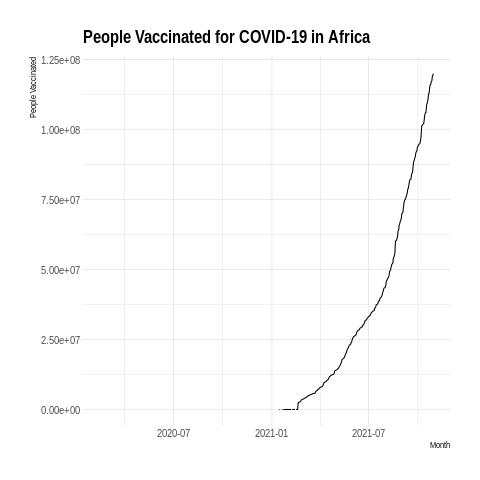 People Vaccinated for COVID-19 in Africa
People Vaccinated
1.25e+08
1.00e+08
7.50e+07
5.00e+07
2.50e+07
0.00e+00
2020-07 2021-01 2021-07
Month